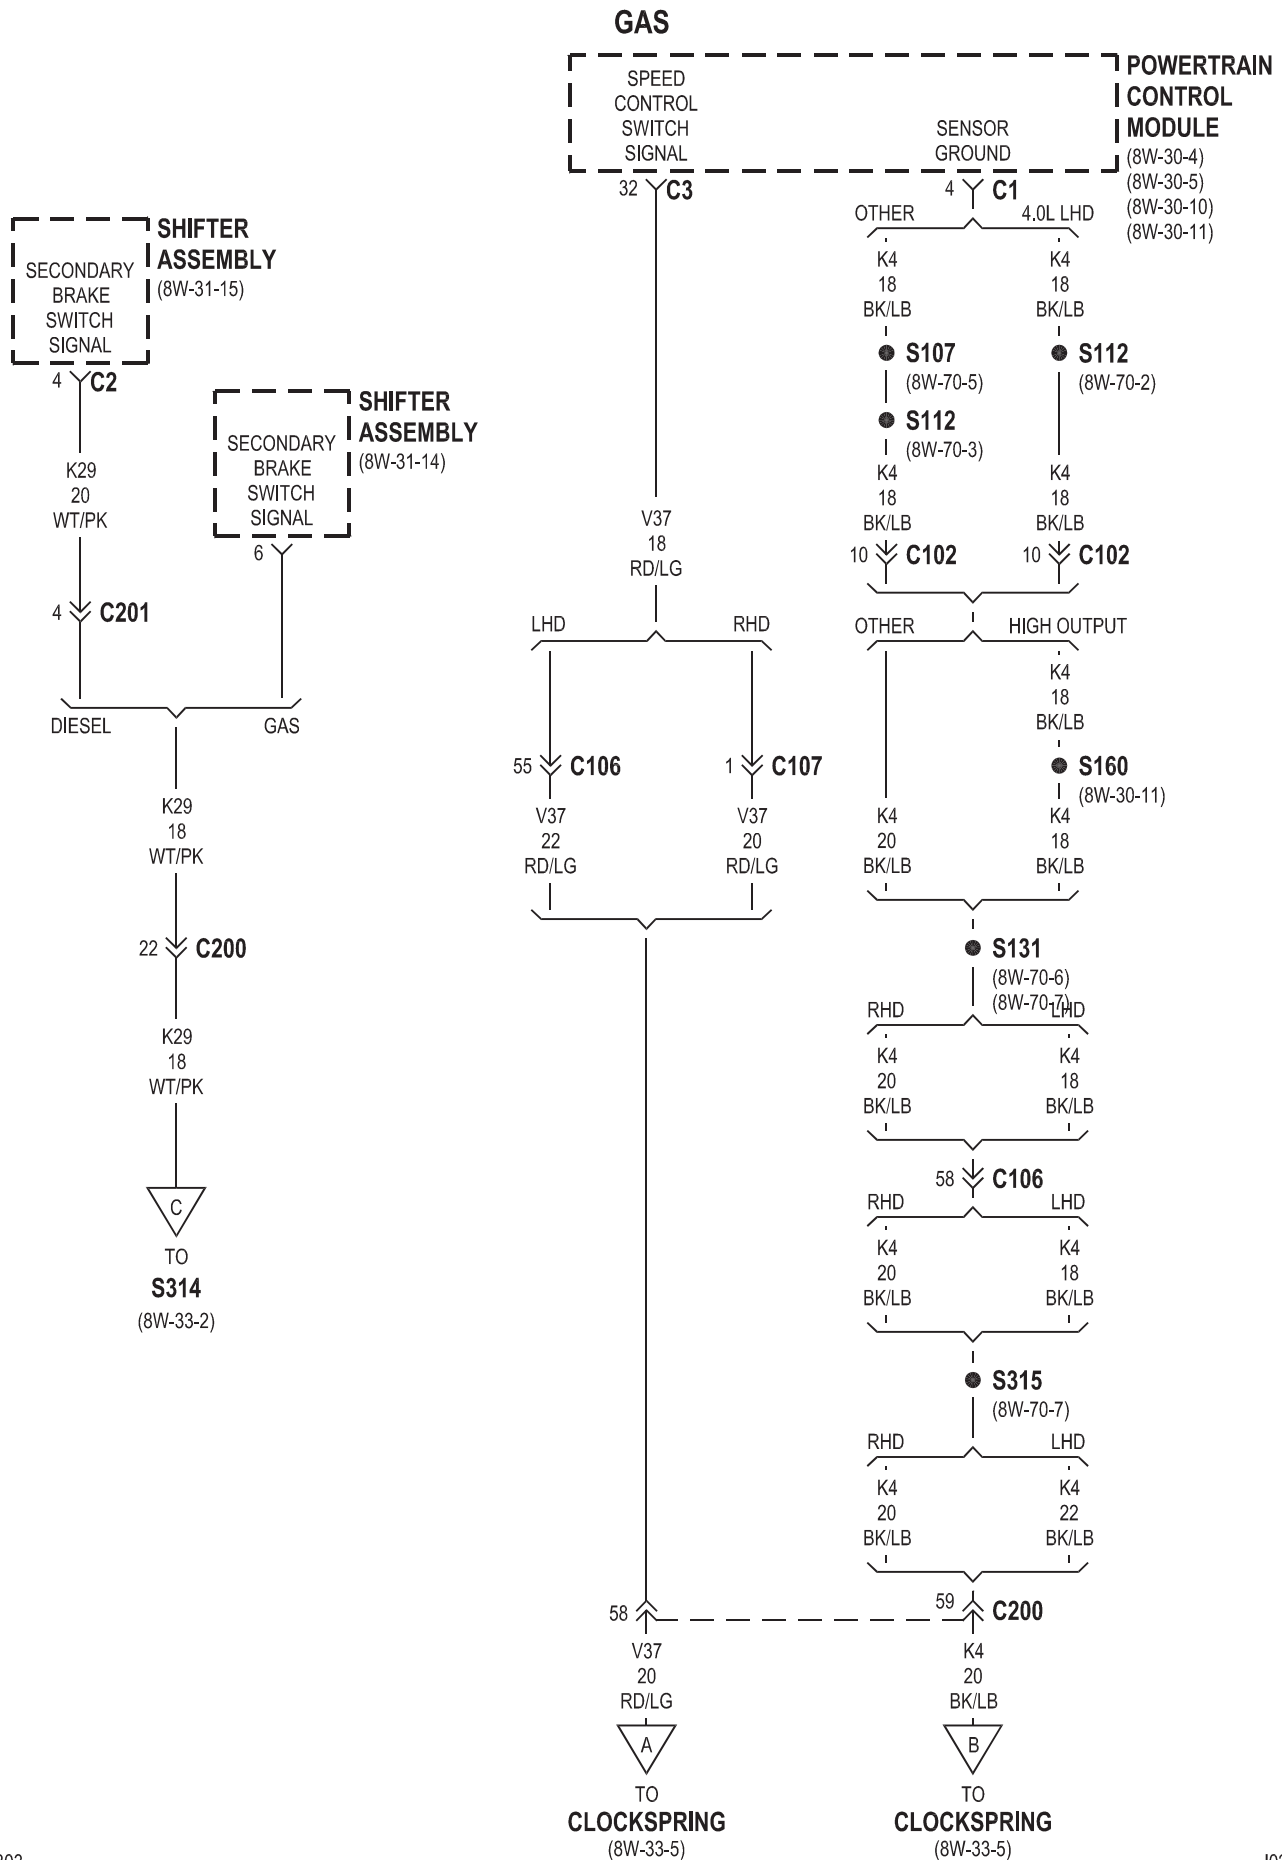 GAS
SPEED
CONTROL
SWITCH
SIGNAL
SENSOR
GROUND
POWERTRAIN
CONTROL
MODULE
(8W-30-4)
(8W-30-5)
(8W-30-10)
(8W-30-11)
32 C3
4 C1
OTHER 4.0L LHD
K4 K4
18 18
BK/LB BK/LB
S107 S112
(8W-70-5) (8W-70-2)
S112
(8W-70-3)
K4 K4
18 18
BK/LB BK/LB
10 C102 10 C102
OTHER HIGH OUTPUT
K4
18
BK/LB
S160
(8W-30-11)
K4 K4
20 18
BK/LB BK/LB
S131
(8W-70-6)
(8W-70-7)
RHD LHD
K4 K4
20 18
BK/LB BK/LB
58 C106
RHD LHD
K4 K4
20 18
BK/LB BK/LB
S315
(8W-70-7)
RHD LHD
K4 K4
20 22
BK/LB BK/LB
59 C200
K4
20
BK/LB
B
TO
CLOCKSPRING
(8W-33-5)
V37
18
RD/LG
LHD RHD
55 C106 1 C107
V37 V37
22 20
RD/LG RD/LG
58
V37
20
RD/LG
A
TO
CLOCKSPRING
(8W-33-5)
SHIFTER
ASSEMBLY
(8W-31-15)
SECONDARY
BRAKE
SWITCH
SIGNAL
4 C2
K29
20
WT/PK
4 C201
SHIFTER
ASSEMBLY
(8W-31-14)
SECONDARY
BRAKE
SWITCH
SIGNAL
6
DIESEL GAS
K29
18
WT/PK
22 C200
K29
18
WT/PK
C
TO
S314
(8W-33-2)